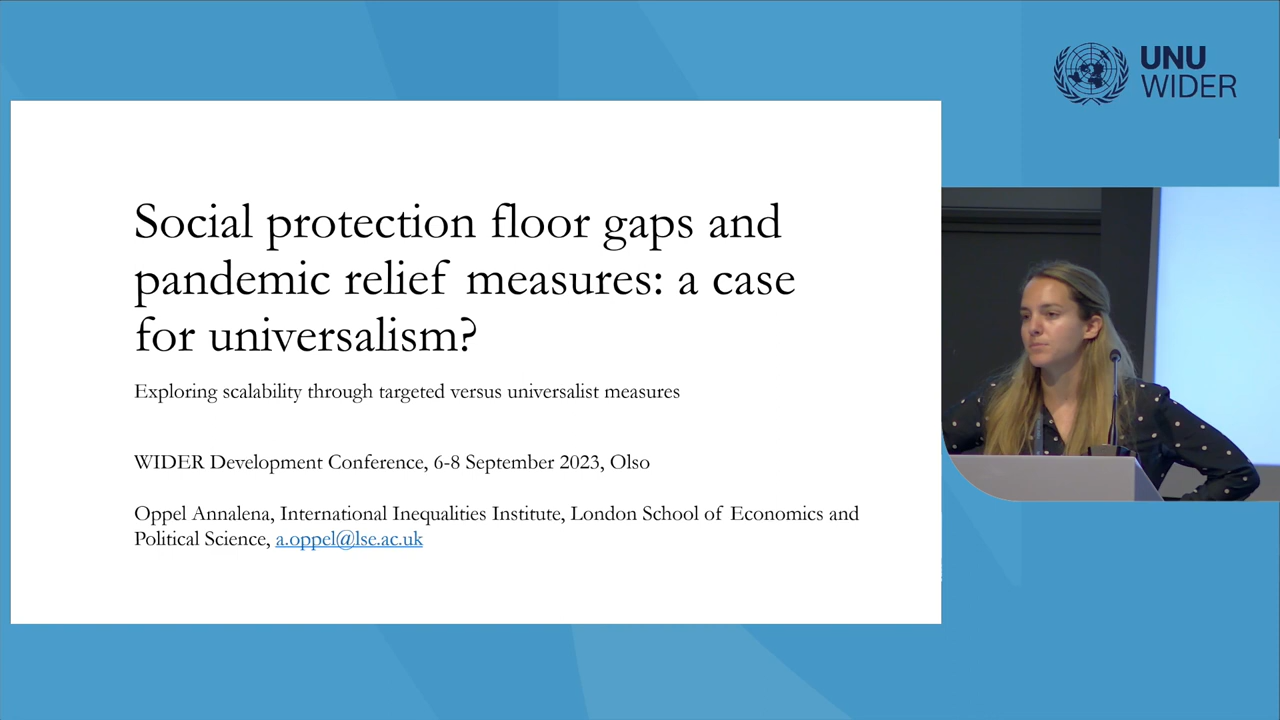 UNU
WIDER
Social protection floor gaps and
pandemic relief measures: a case
for universalism?
Exploring scalability through targeted versus universalist measures
WIDER Development Conference, 6-8 September 2023, Olso
Oppel Annalena, International Inequalities Institute, London School of Economics and
Political Science, a.oppel@lse.ac.uk